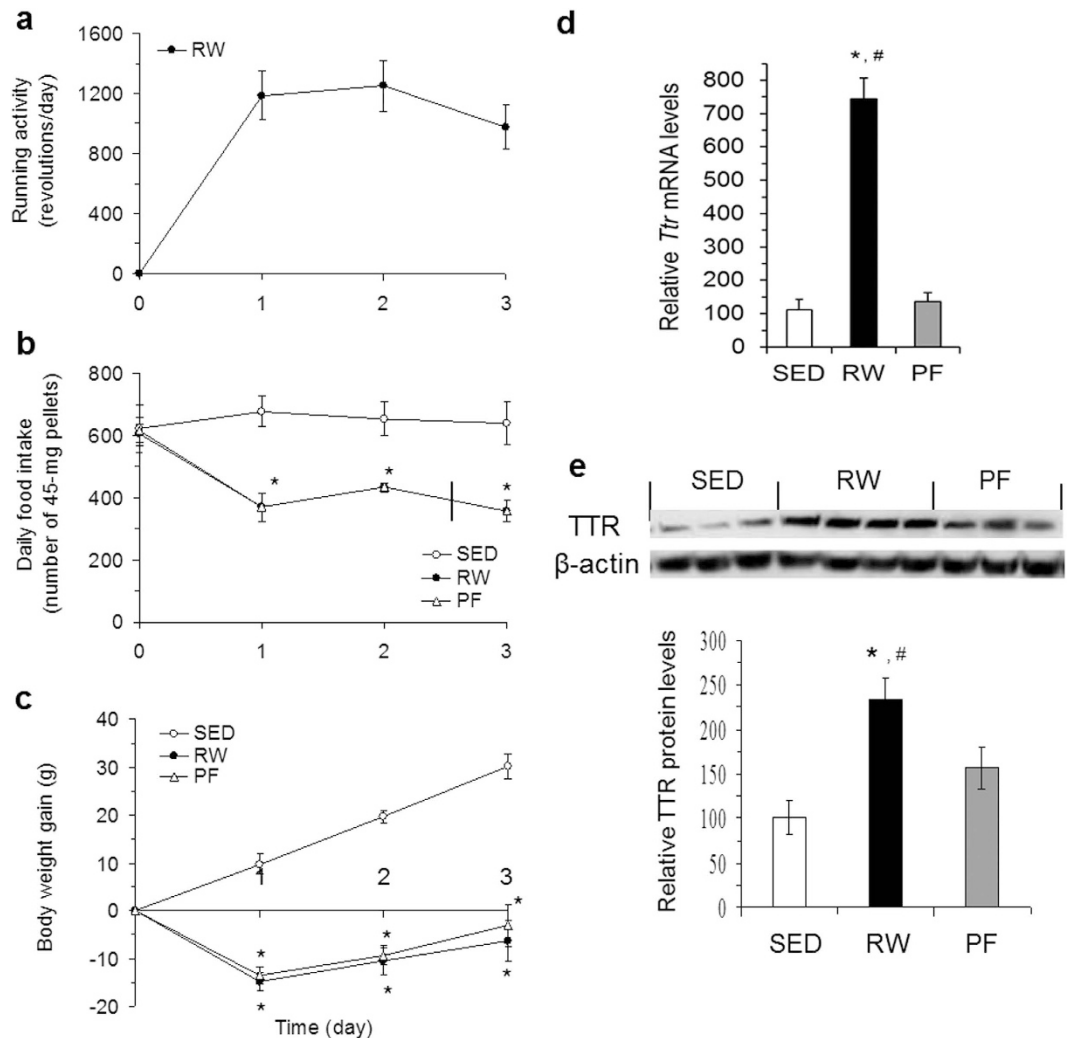 a
1600
RW
1200
800
400
0
0 1 2 3
Running activity
(revolutions/day)
b
800
600
400
200
0
0 1 2 3
Daily food intake
(number of 45-mg pellets)
* * *
SED
RW
PF
c
40
30
20
10
0
-10
-20
Body weight gain (g)
SED
RW
PF
1 2 3
* * *
* * *
Time (day)
d
*, #
800
700
600
500
400
300
200
100
0
Relative Ttr mRNA levels
SED RW PF
e
SED RW PF
TTR
β-actin
300
250
200
150
100
50
0
Relative TTR protein levels
* , #
SED RW PF